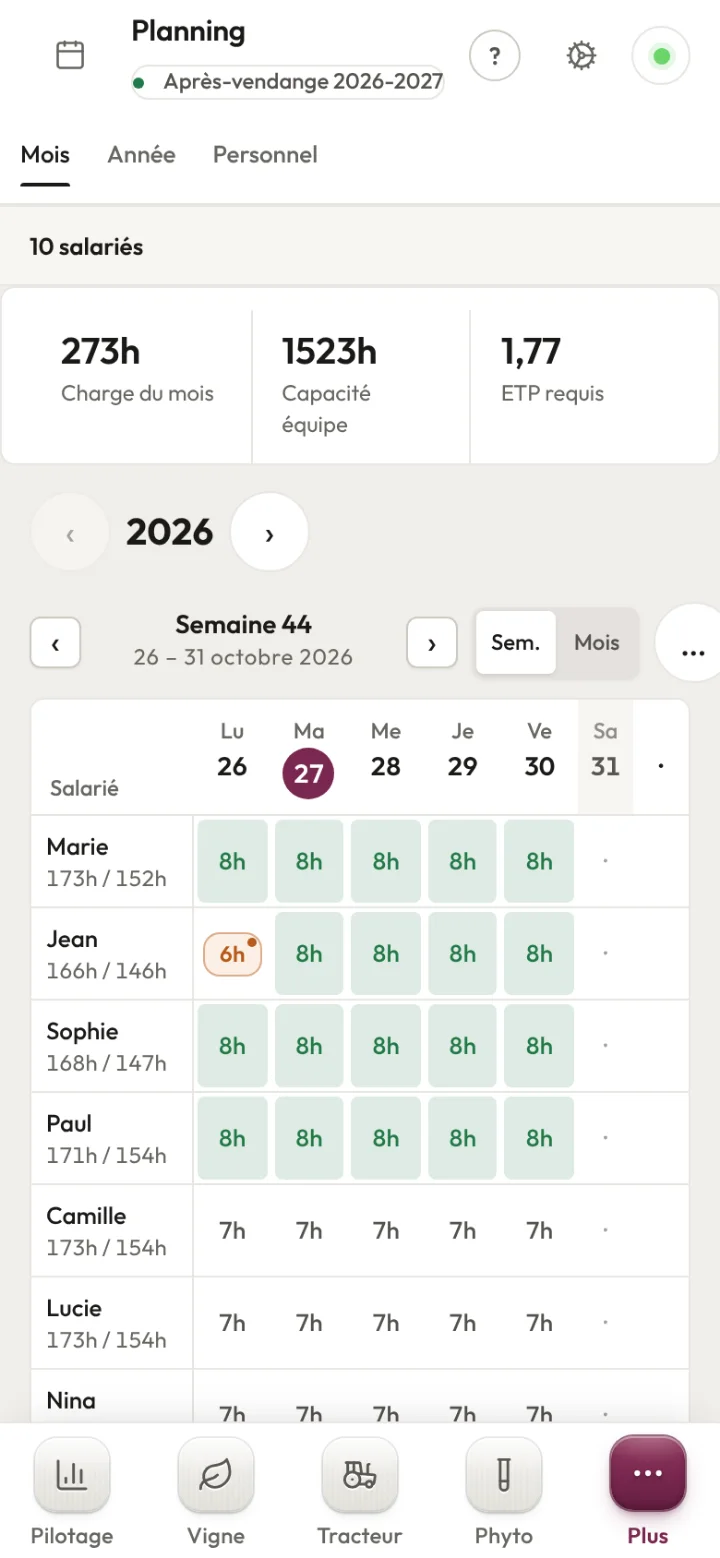 Planning
Après-vendange 2026-2027
?
Mois Année Personnel
10 salariés
273h 1523h 1,77
Charge du mois Capacité équipe ETP requis
‹ 2026 ›
‹ Semaine 44 › Sem. Mois ...
26 – 31 octobre 2026
Lu Ma Me Je Ve Sa
Salarié 26 27 28 29 30 31 ·
Marie 8h 8h 8h 8h 8h ·
173h / 152h
Jean 6h 8h 8h 8h 8h ·
166h / 146h
Sophie 8h 8h 8h 8h 8h ·
168h / 147h
Paul 8h 8h 8h 8h 8h ·
171h / 154h
Camille 7h 7h 7h 7h 7h ·
173h / 154h
Lucie 7h 7h 7h 7h 7h ·
173h / 154h
Nina 7h 7h 7h 7h 7h ·
Pilotage Vigne Tracteur Phyto Plus